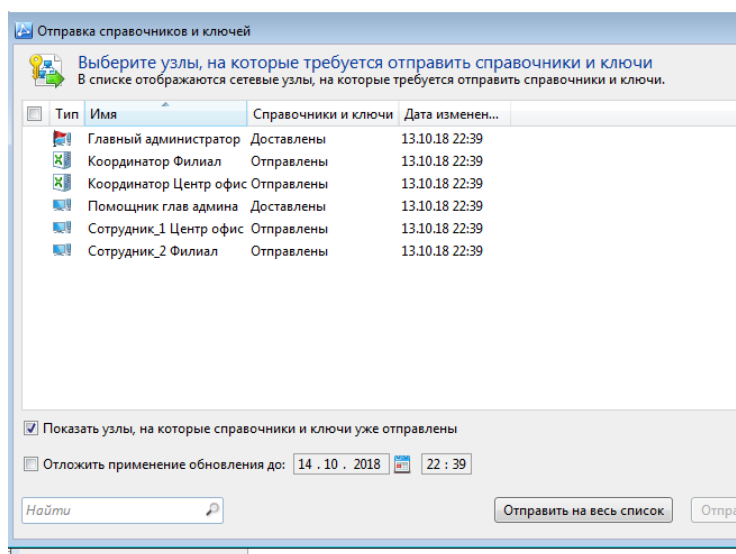 Отправка справочников и ключей
Выберите узлы, на которые требуется отправить справочники и ключи
В списке отображаются сетевые узлы, на которые требуется отправить справочники и ключи.
Тип Имя Справочники и ключи Дата изменен...
Главный администратор Доставлены 13.10.18 22:39
Координатор Филиал Отправлены 13.10.18 22:39
Координатор Центр офис Отправлены 13.10.18 22:39
Помощник глав админа Доставлены 13.10.18 22:39
Сотрудник_1 Центр офис Отправлены 13.10.18 22:39
Сотрудник_2 Филиал Отправлены 13.10.18 22:39
Показать узлы, на которые справочники и ключи уже отправлены
Отложить применение обновления до: 14 . 10 . 2018 22 : 39
Найти Отправить на весь список Отпра